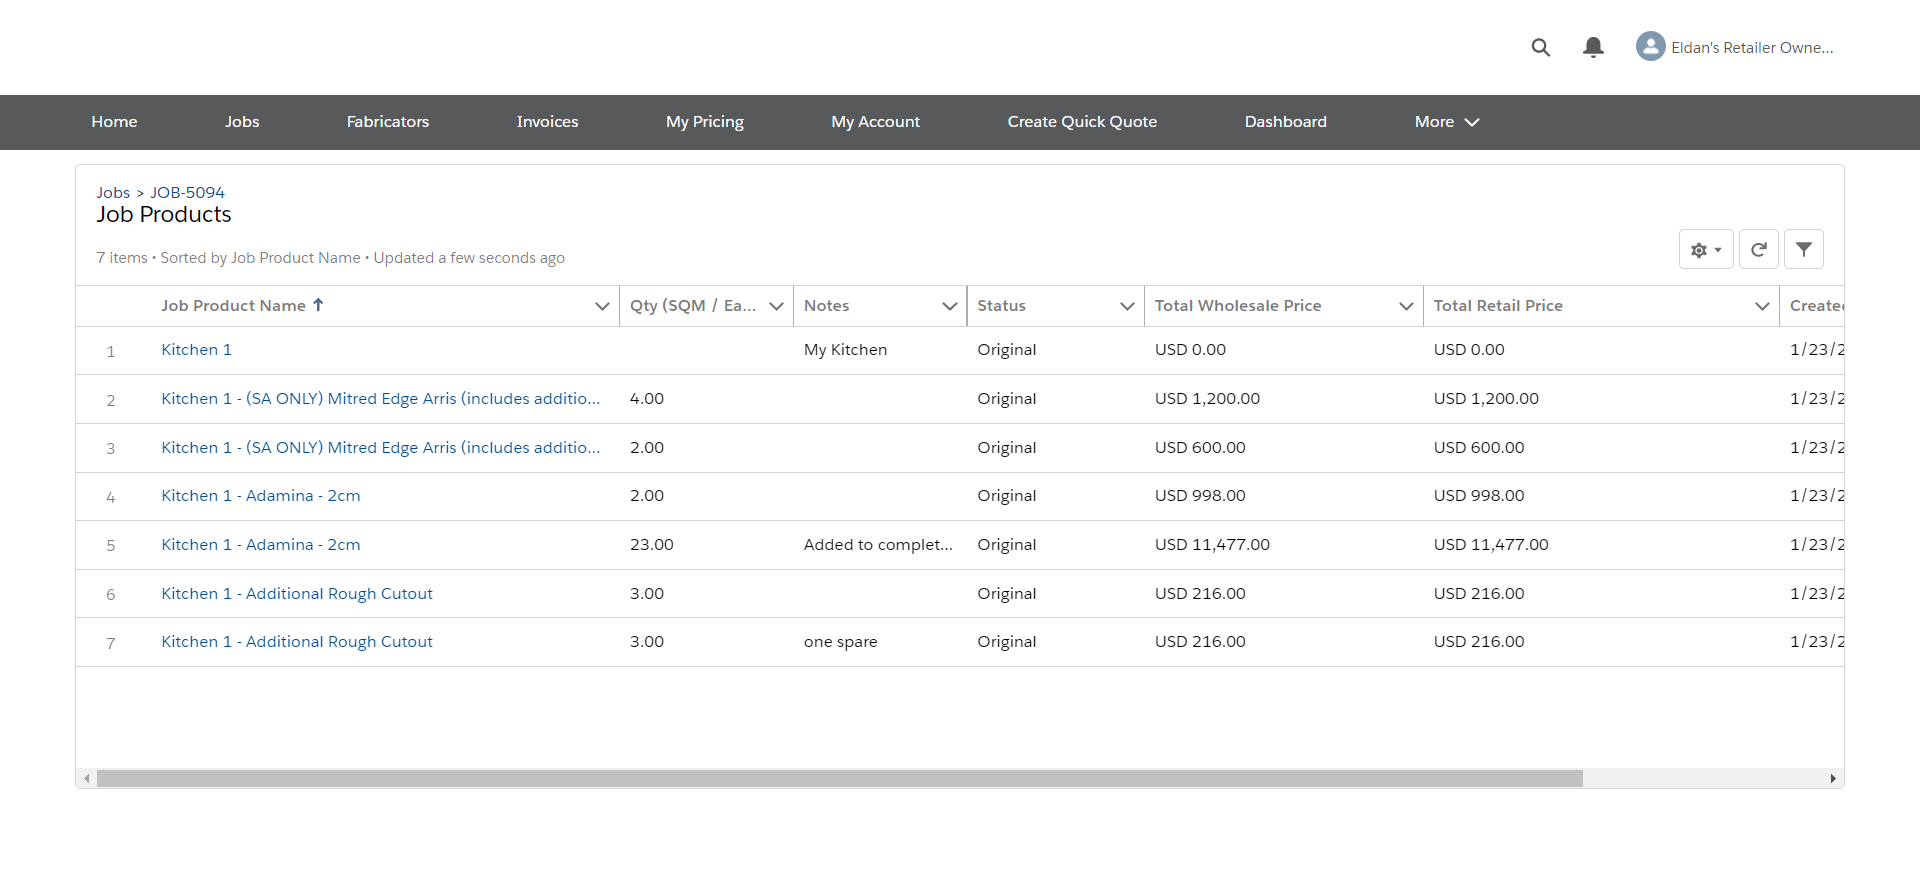 Eldan's Retailer Owne...
Home Jobs Fabricators Invoices My Pricing My Account Create Quick Quote Dashboard More
Jobs > JOB-5094
Job Products
7 items • Sorted by Job Product Name • Updated a few seconds ago
Job Product Name Qty (SQM / Ea... Notes Status Total Wholesale Price Total Retail Price Created
1 Kitchen 1 My Kitchen Original USD 0.00 USD 0.00 1/23/2
2 Kitchen 1 - (SA ONLY) Mitred Edge Arris (includes additio... 4.00 Original USD 1,200.00 USD 1,200.00 1/23/2
3 Kitchen 1 - (SA ONLY) Mitred Edge Arris (includes additio... 2.00 Original USD 600.00 USD 600.00 1/23/2
4 Kitchen 1 - Adamina - 2cm 2.00 Original USD 998.00 USD 998.00 1/23/2
5 Kitchen 1 - Adamina - 2cm 23.00 Added to complet... Original USD 11,477.00 USD 11,477.00 1/23/2
6 Kitchen 1 - Additional Rough Cutout 3.00 Original USD 216.00 USD 216.00 1/23/2
7 Kitchen 1 - Additional Rough Cutout 3.00 one spare Original USD 216.00 USD 216.00 1/23/2